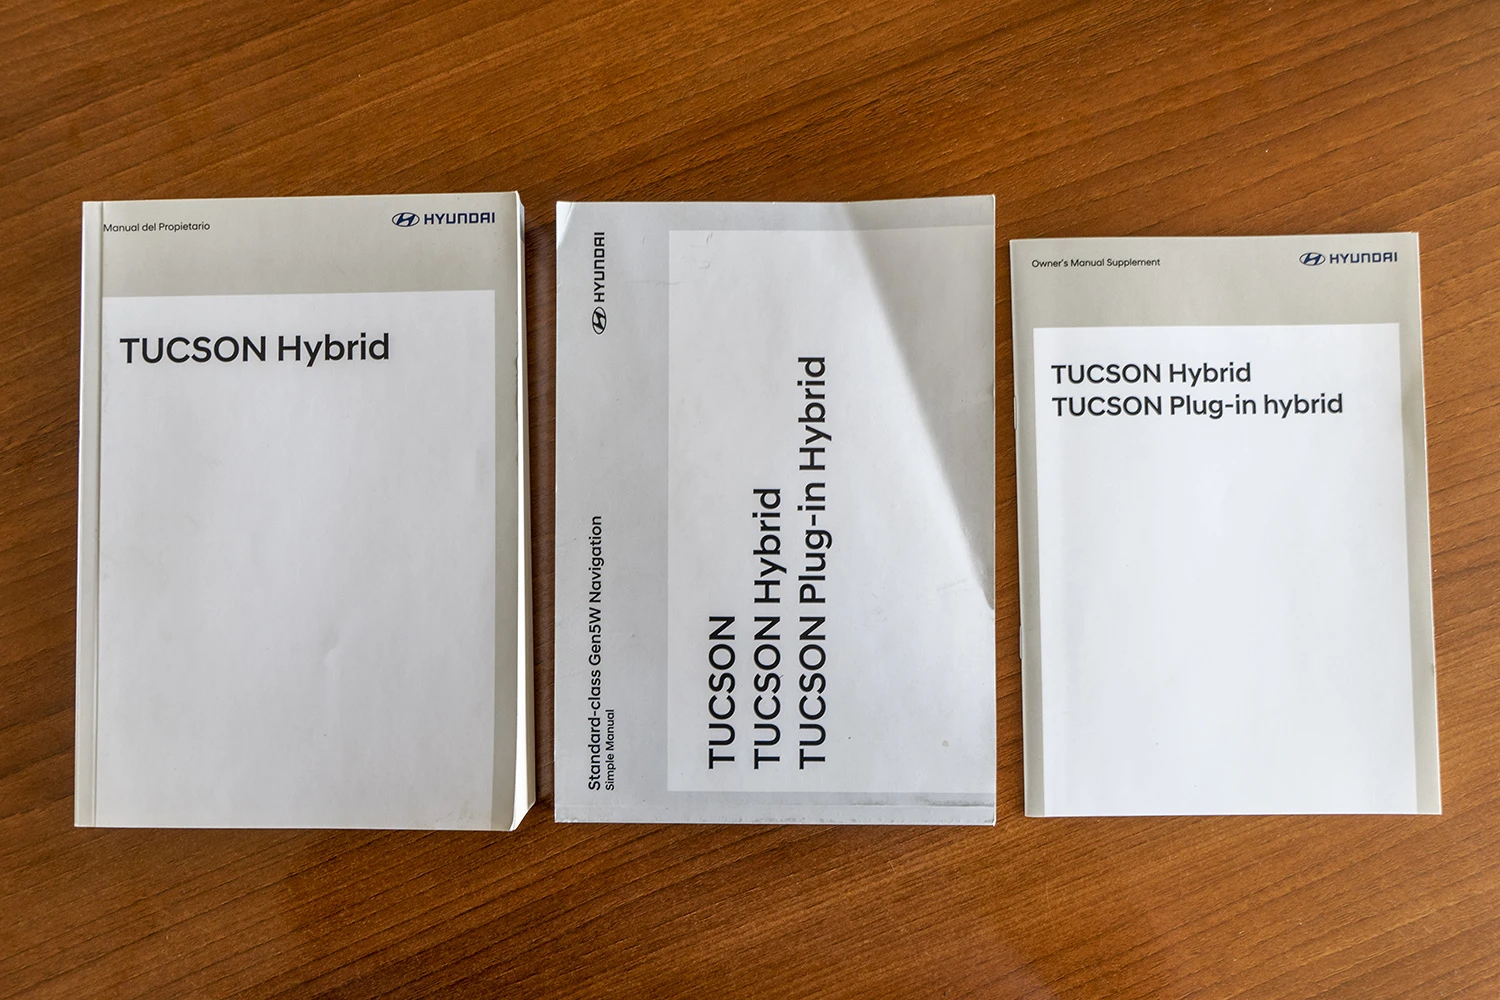 Manual del Propietario
HYUNDAI
TUCSON Hybrid
HYUNDAI
Standard-class Gen5W Navigation
Simple Manual
TUCSON
TUCSON Hybrid
TUCSON Plug-in Hybrid
Owner's Manual Supplement
HYUNDAI
TUCSON Hybrid
TUCSON Plug-in hybrid